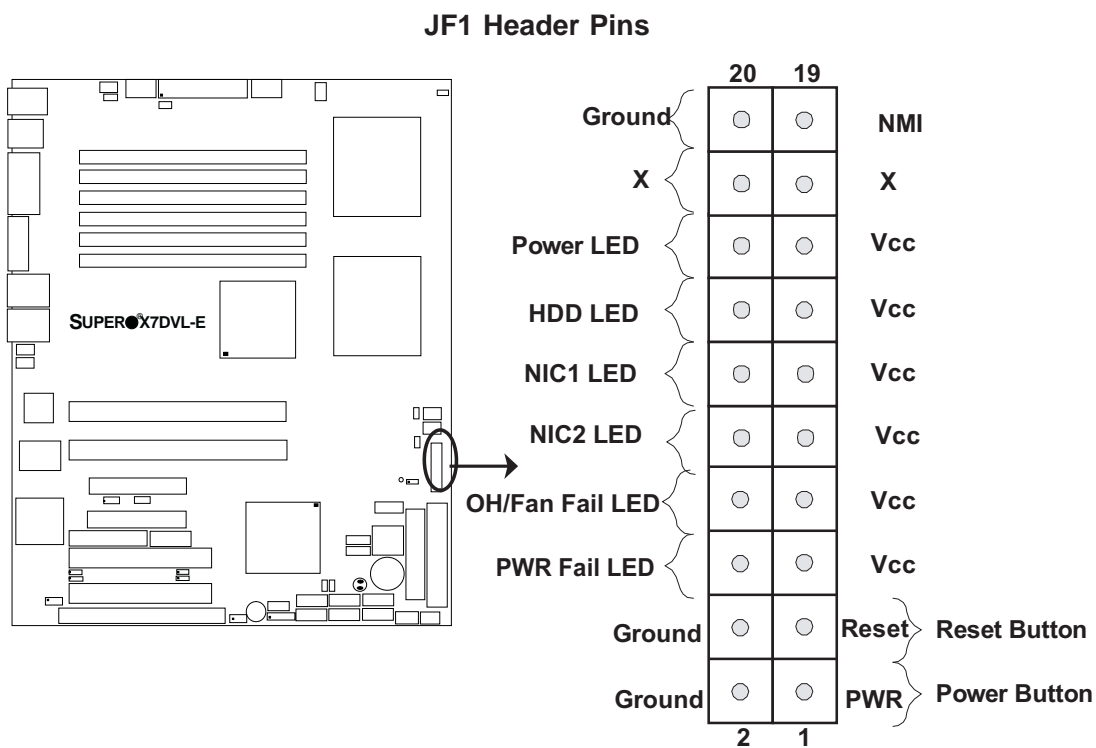 JF1 Header Pins
20 19
Ground NMI
X X
Power LED Vcc
HDD LED Vcc
SUPER●®X7DVL-E
NIC1 LED Vcc
NIC2 LED Vcc
OH/Fan Fail LED Vcc
PWR Fail LED Vcc
Ground Reset Reset Button
Ground PWR Power Button
2 1